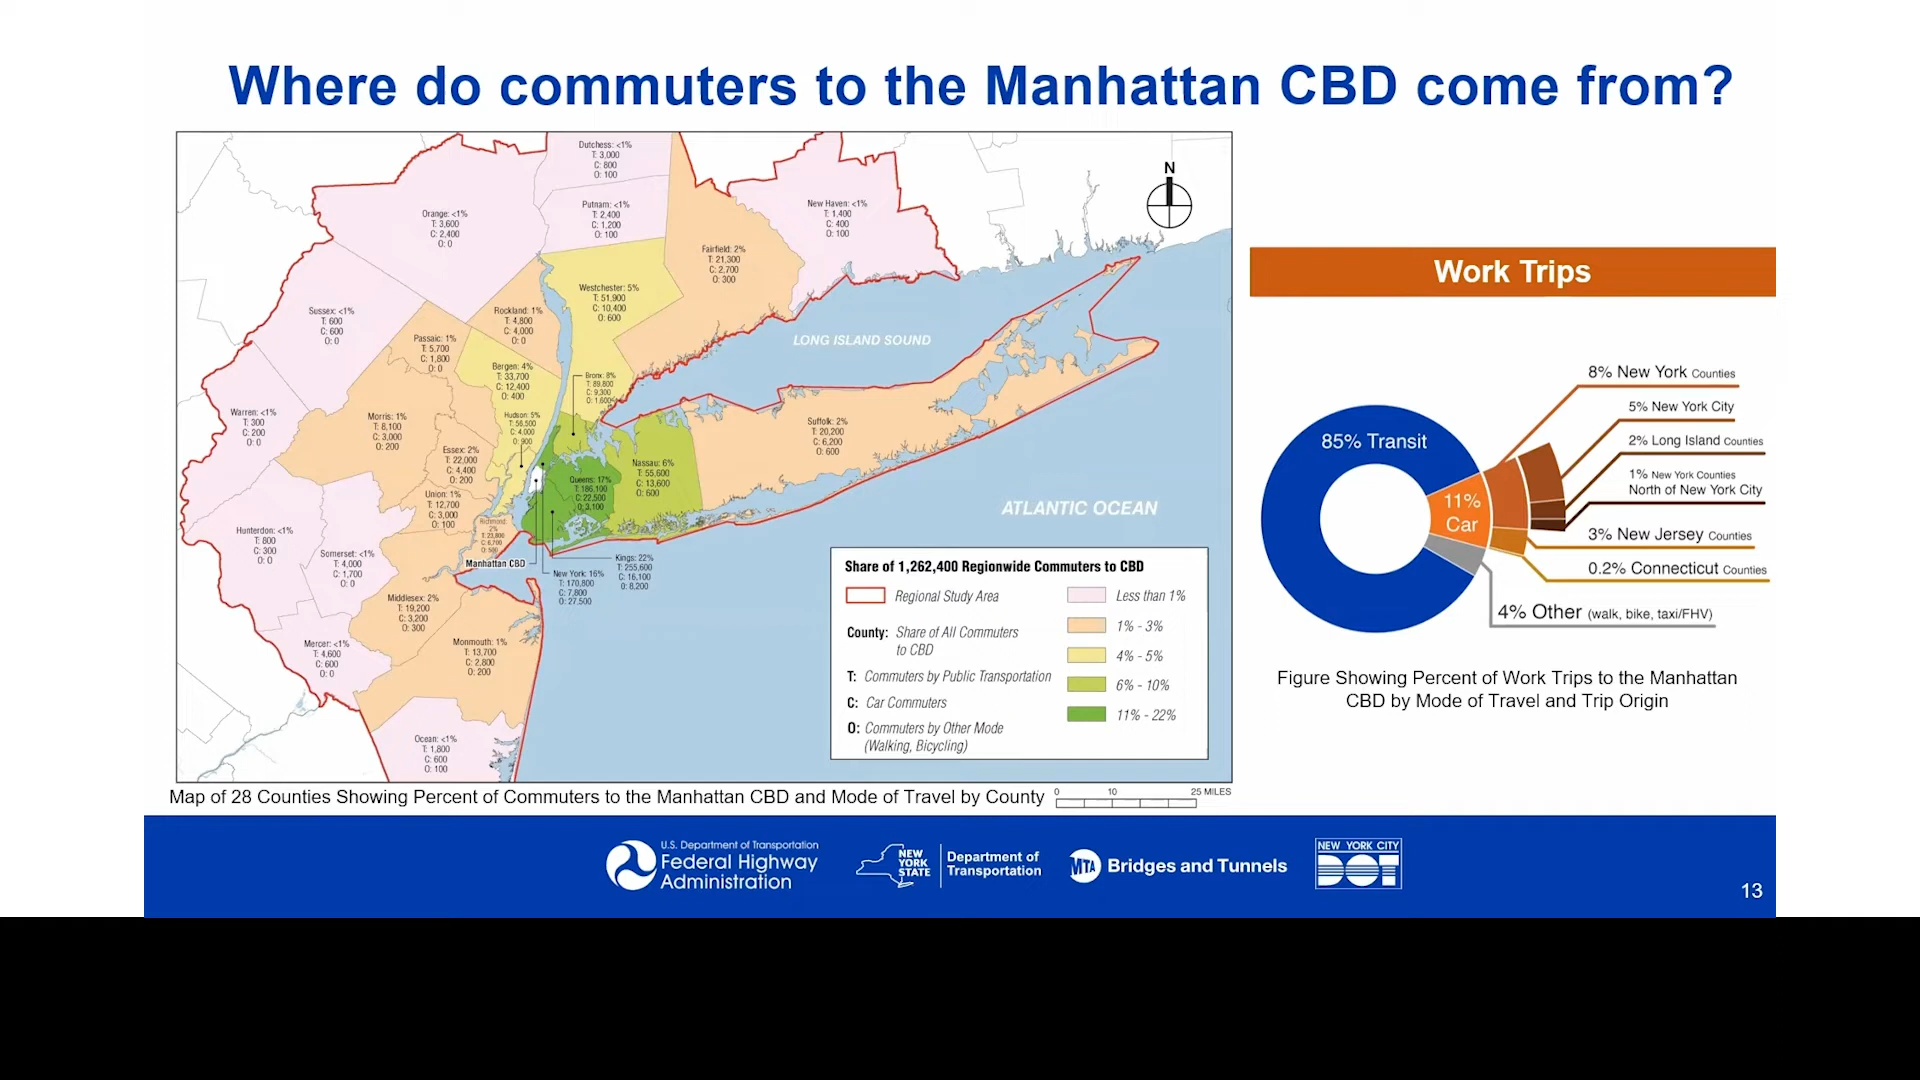 Where do commuters to the Manhattan CBD come from?
Dutchess: <1%
T: 3,000
C: 800
O: 100
Putnam: <1%
T: 2,400
C: 1,200
O: 100
New Haven: <1%
T: 1,400
C: 400
O: 100
N
Orange: <1%
T: 3,600
C: 2,400
O: 0
Fairfield: 2%
T: 21,300
C: 2,700
O: 300
Westchester: 5%
T: 51,900
C: 10,400
O: 600
Sussex: <1%
T: 600
C: 600
O: 0
Rockland: 1%
T: 4,800
C: 4,000
O: 0
Passaic: 1%
T: 5,700
C: 1,800
O: 0
LONG ISLAND SOUND
Bergen: 4%
T: 33,700
C: 12,400
O: 400
Bronx: 8%
T: 89,800
C: 9,300
O: 1,600
Warren: <1%
T: 300
C: 200
O: 0
Morris: 1%
T: 8,100
C: 3,000
O: 200
Hudson: 5%
T: 56,500
C: 4,000
O: 900
Suffolk: 2%
T: 20,200
C: 6,200
O: 600
Essex: 2%
T: 22,000
C: 4,400
O: 200
Nassau: 6%
T: 55,600
C: 13,600
O: 600
Queens: 17%
T: 186,100
C: 22,500
O: 3,100
Union: 1%
T: 12,700
C: 3,000
O: 100
ATLANTIC OCEAN
Richmond:
2%
T: 23,800
C: 6,700
O: 500
Hunterdon: <1%
T: 800
C: 300
O: 0
Somerset: <1%
T: 4,000
C: 1,700
O: 0
Manhattan CBD
Kings: 22%
T: 255,600
C: 16,100
O: 8,200
New York: 16%
T: 170,800
C: 7,800
O: 27,500
Middlesex: 2%
T: 19,200
C: 3,200
O: 300
Mercer: <1%
T: 4,600
C: 600
O: 0
Monmouth: 1%
T: 13,700
C: 2,800
O: 200
Ocean: <1%
T: 1,800
C: 600
O: 100
Share of 1,262,400 Regionwide Commuters to CBD
Regional Study Area
County: Share of All Commuters
to CBD
T: Commuters by Public Transportation
C: Car Commuters
O: Commuters by Other Mode
(Walking, Bicycling)
Less than 1%
1% - 3%
4% - 5%
6% - 10%
11% - 22%
Map of 28 Counties Showing Percent of Commuters to the Manhattan CBD and Mode of Travel by County
0 10 25 MILES
Work Trips
85% Transit
11%
Car
8% New York Counties
5% New York City
2% Long Island Counties
1% New York Counties
North of New York City
3% New Jersey Counties
0.2% Connecticut Counties
4% Other (walk, bike, taxi/FHV)
Figure Showing Percent of Work Trips to the Manhattan
CBD by Mode of Travel and Trip Origin
U.S. Department of Transportation
Federal Highway
Administration
NEW
YORK
STATE
Department of
Transportation
MTA Bridges and Tunnels
NEW YORK CITY
DOT
13